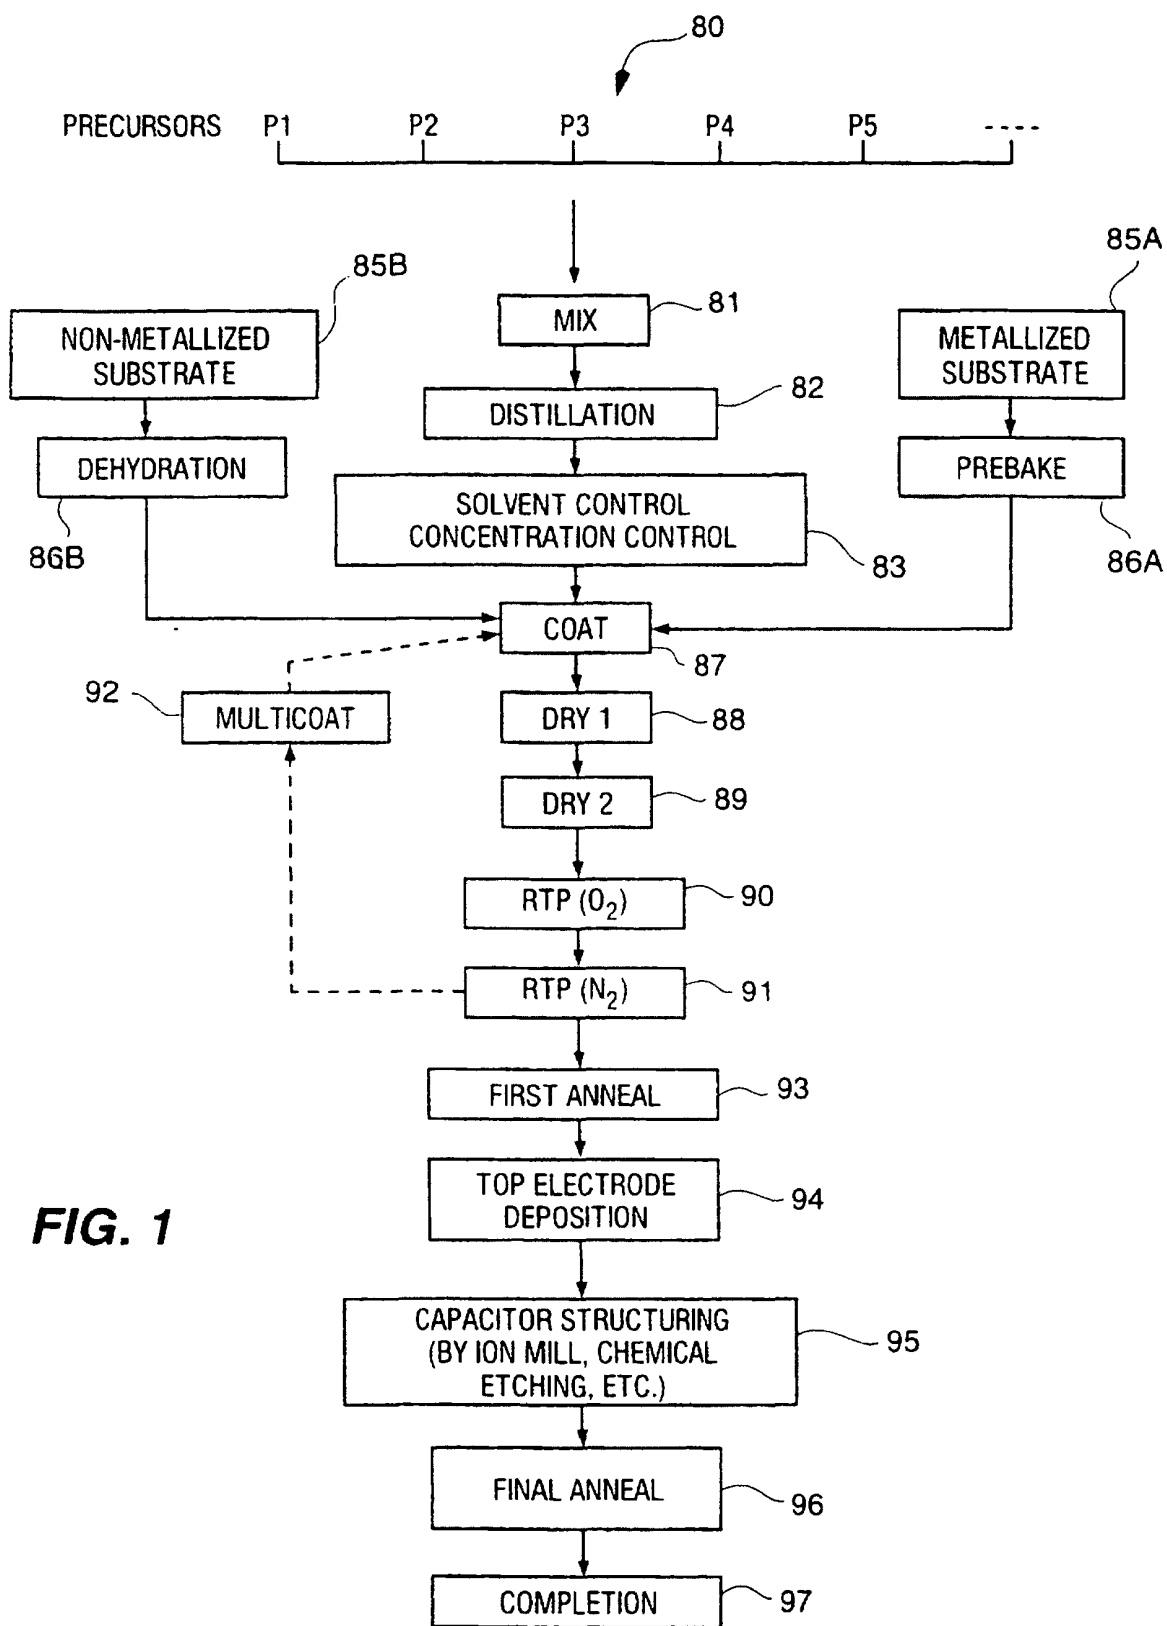 80
PRECURSORS P1 P2 P3 P4 P5 ----
85B
85A
81
NON-METALLIZED
SUBSTRATE
MIX
METALLIZED
SUBSTRATE
82
DISTILLATION
DEHYDRATION
PREBAKE
SOLVENT CONTROL
CONCENTRATION CONTROL
86B
83
86A
COAT
87
92
MULTICOAT
DRY 1
88
DRY 2
89
RTP (O2)
90
RTP (N2)
91
FIRST ANNEAL
93
TOP ELECTRODE
DEPOSITION
94
FIG. 1
CAPACITOR STRUCTURING
(BY ION MILL, CHEMICAL
ETCHING, ETC.)
95
FINAL ANNEAL
96
COMPLETION
97